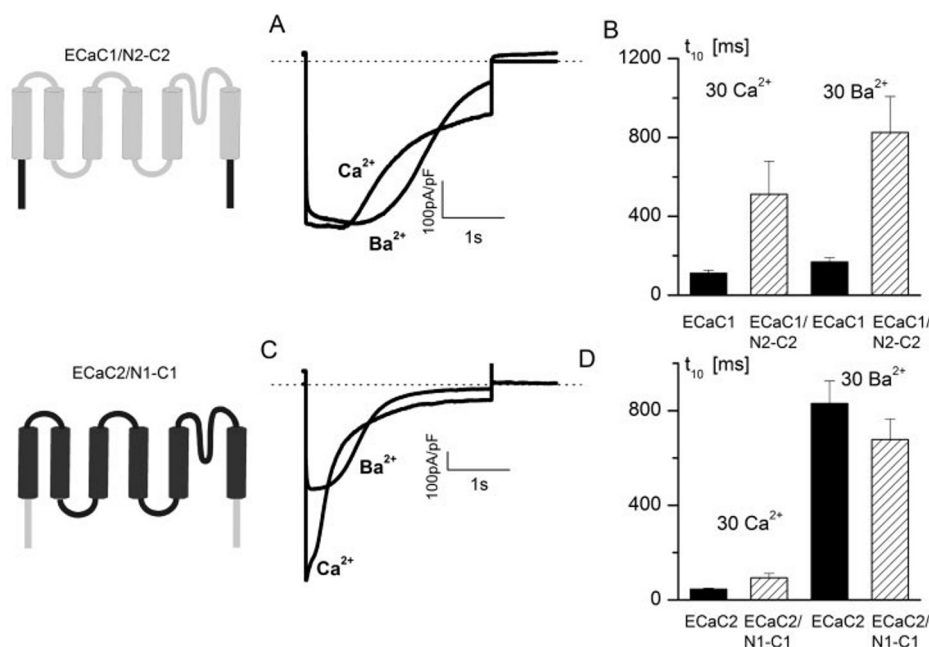 ECaC1/N2-C2
A
Ca²⁺
Ba²⁺
100pA/pF
1s
B
t₁₀ [ms]
1200
30 Ca²⁺
30 Ba²⁺
800
400
0
ECaC1 ECaC1/ ECaC1 ECaC1/
N2-C2 N2-C2
ECaC2/N1-C1
C
Ba²⁺
Ca²⁺
100pA/pF
1s
D
t₁₀ [ms]
30 Ba²⁺
800
400
30 Ca²⁺
0
ECaC2 ECaC2/ ECaC2 ECaC2/
N1-C1 N1-C1